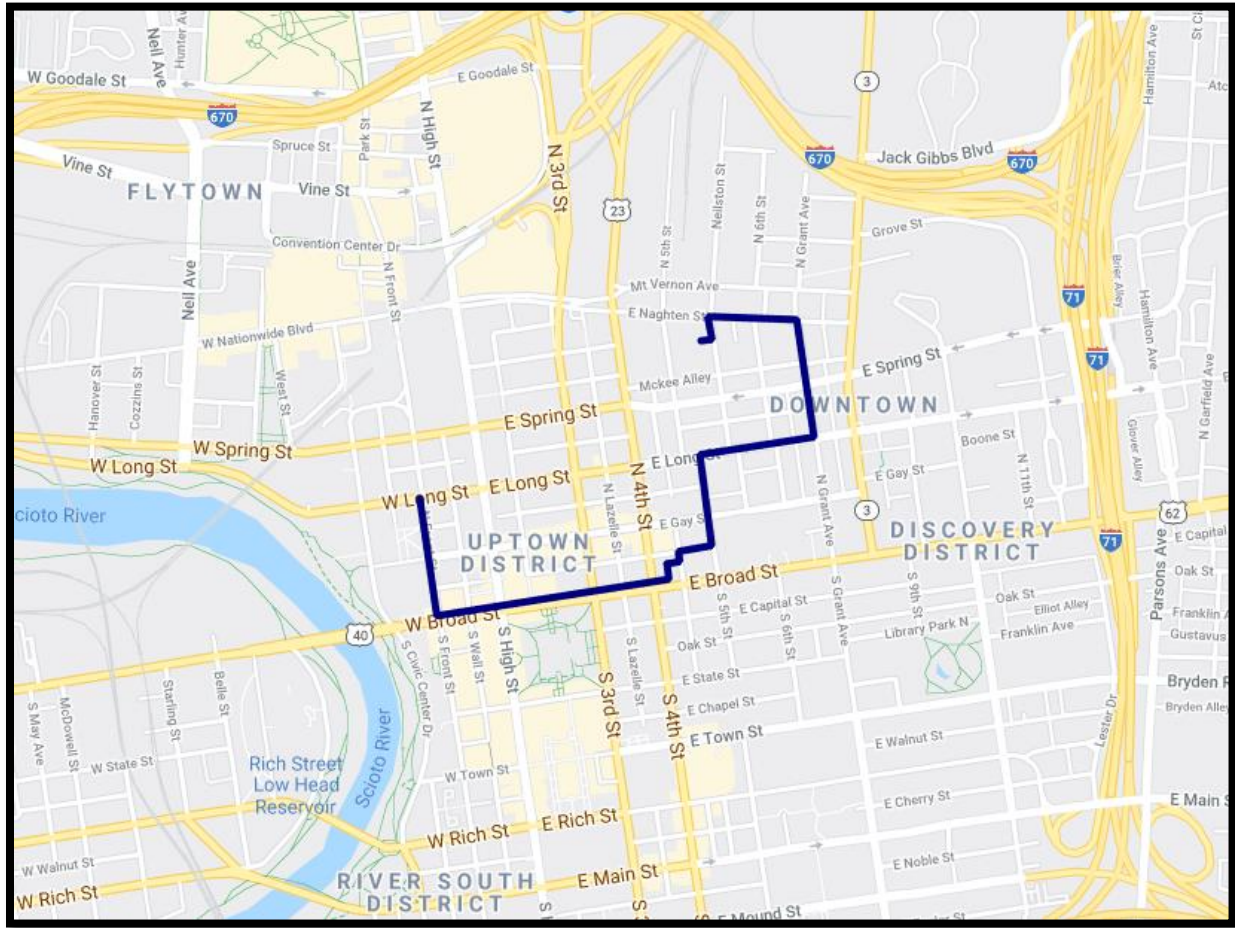 Neil Ave
Hunter Av
W Goodale St
E Goodale St
670
Spruce St
Park St
N High St
N 3rd St
3
Hamilton Ave
St Cl
Atc
Jack Gibbs Blvd
670
670
Vine St
FLYTOWN
Vine St
23
Neilston St
N 6th St
N Grant Ave
N 5th St
Grove St
Convention Center Dr
N Front St
Neil Ave
Mt Vernon Ave
Brier Alley
71
Hamilton Ave
E Naghten St
W Nationwide Blvd
E Spring St
71
Hanover St
Cozzins St
West St
Mckee Alley
DOWNTOWN
N Garfield Ave
E Spring St
Glover Alley
W Spring St
Boone St
W Long St
E Long St
N 4th St
E Gay St
N 11th St
W Long St
E Long St
N Lazelle St
N Grant Ave
3
62
cioto River
E Gay S
UPTOWN
DISTRICT
DISCOVERY
DISTRICT
71
E Capital
Parsons Ave
E Broad St
Oak St
W Broad St
40
E Capital St
S 5th St
S 6th St
S Grant Ave
S 9th St
Oak St
Elliot Alley
Franklin A
Library Park N
Franklin Ave
Gustavus
Oak St
S Front St
S Wall St
S High St
S Lazelle St
S Civic Center Dr
E State St
Bryden R
Bryden Alley
S May Ave
McDowell St
Starling St
Belle St
Scioto River
S 3rd St
S 4th St
E Chapel St
E Town St
E Walnut St
Lester Dr
W State St
Rich Street
Low Head
Reservoir
W Town St
E Cherry St
E Main S
W Rich St
E Rich St
W Walnut St
E Noble St
W Rich St
RIVER SOUTH
DISTRICT
E Main St
E Mound St